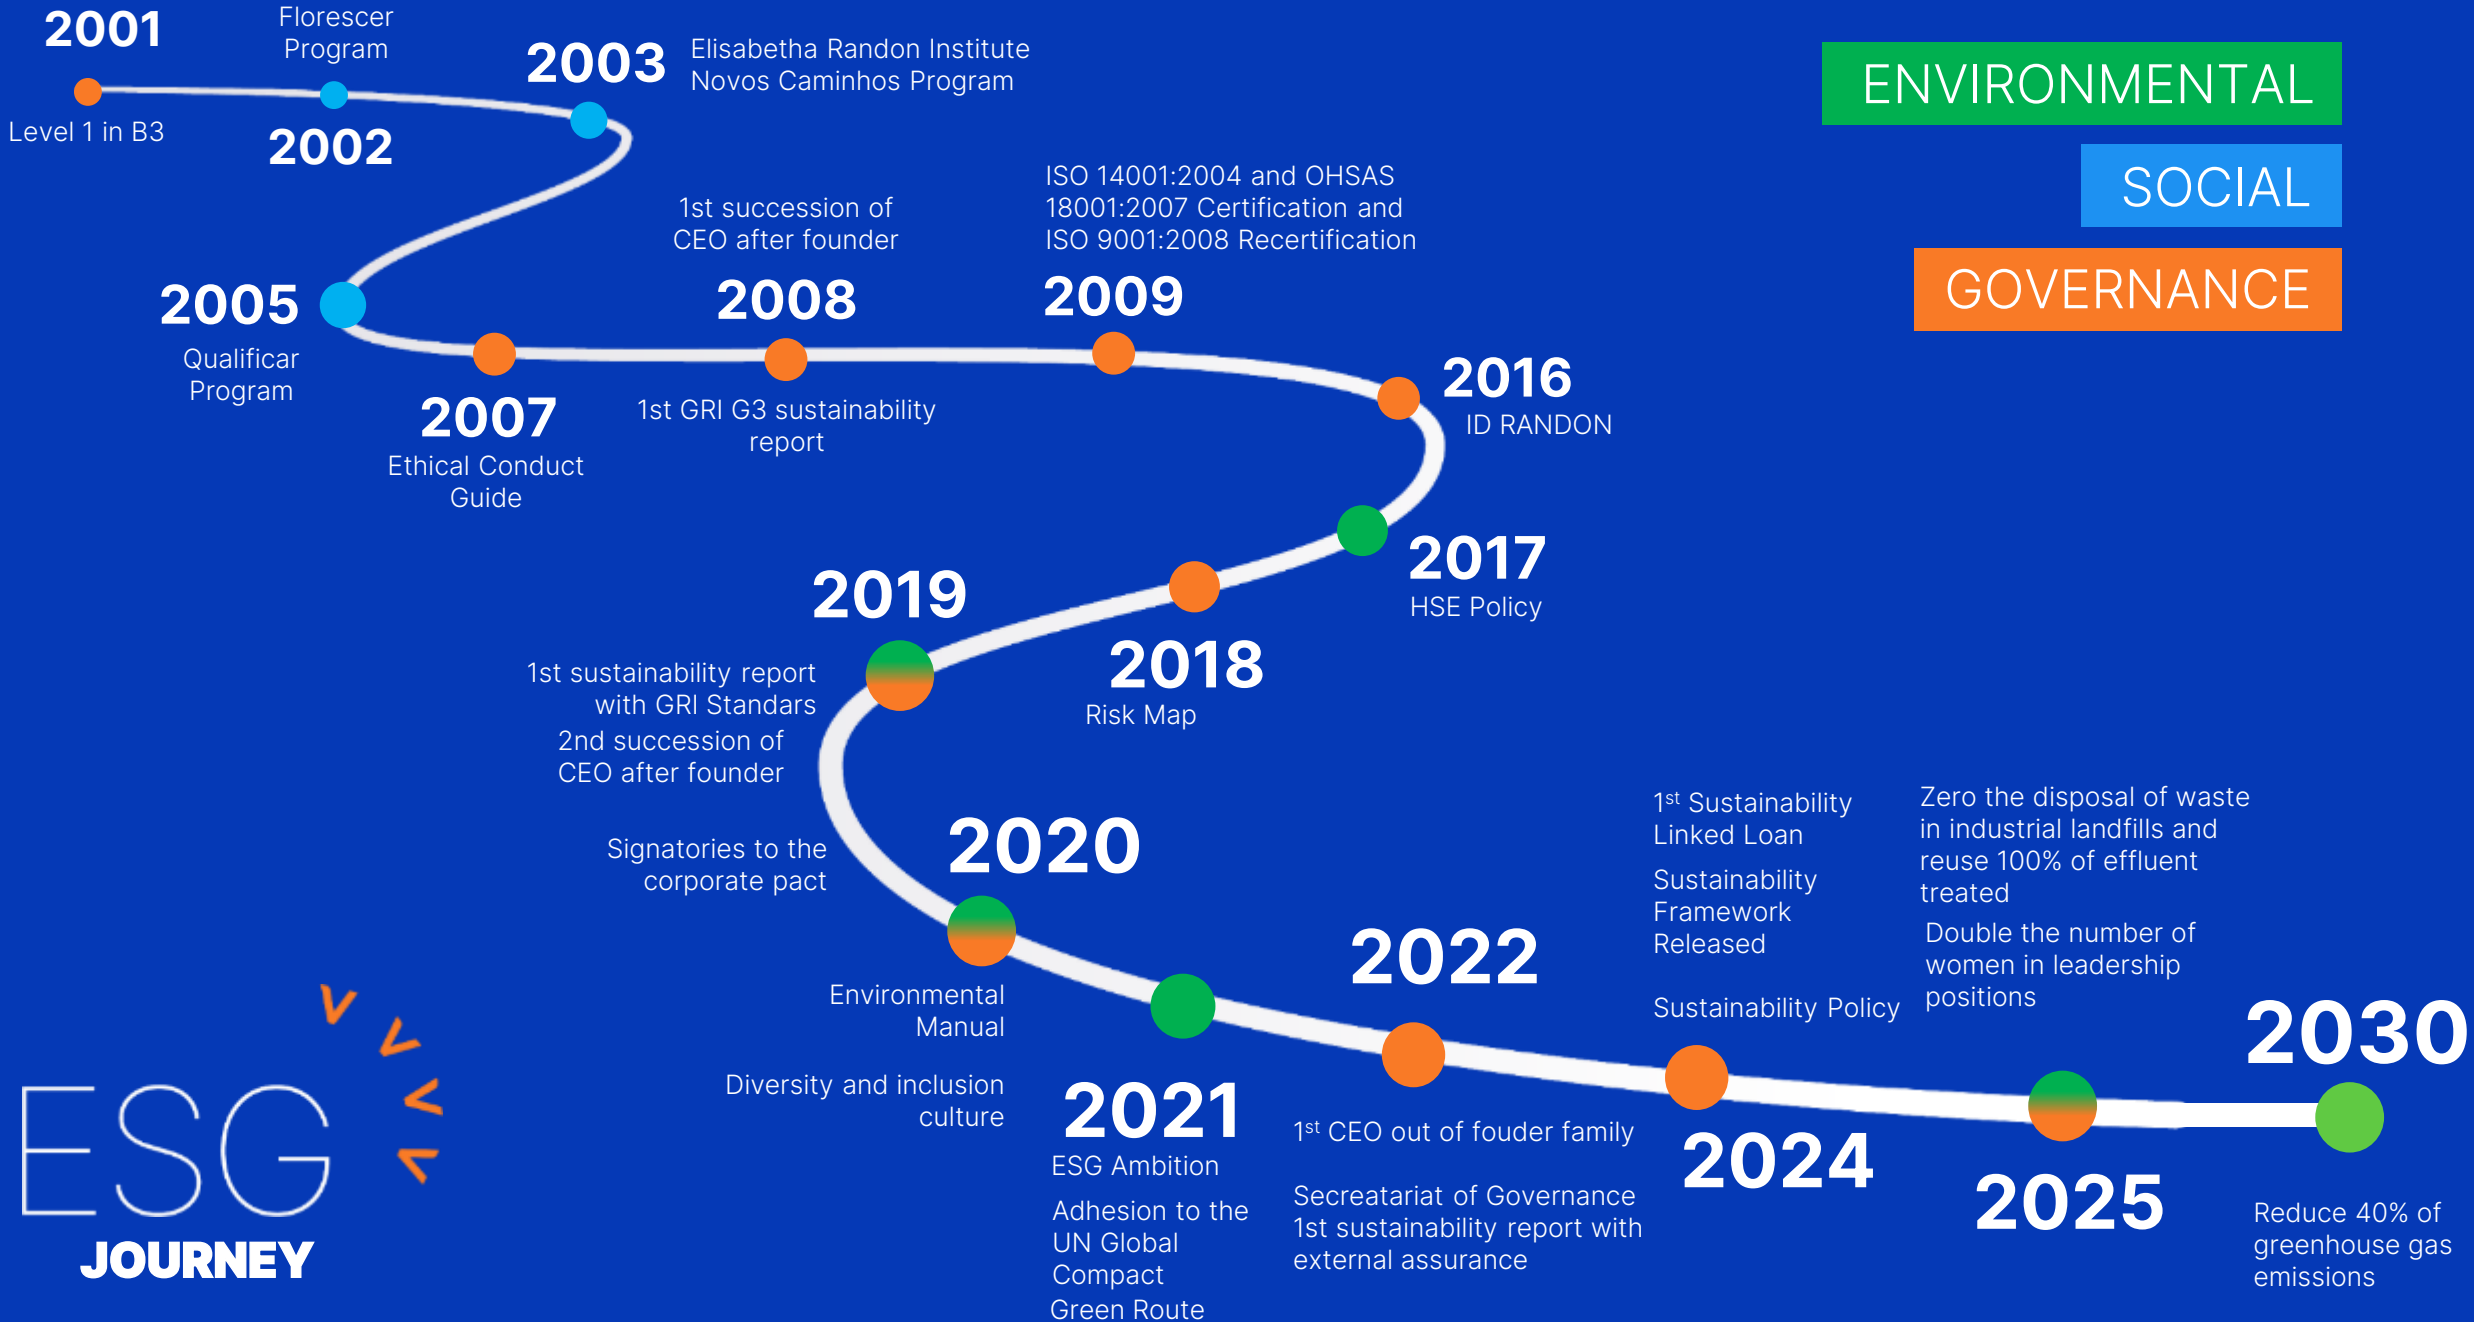 2001
Level 1 in B3
Florescer
Program
2002
2003
Elisabetha Randon Institute
Novos Caminhos Program
ENVIRONMENTAL
SOCIAL
GOVERNANCE
2005
Qualificar
Program
2007
Ethical Conduct
Guide
1st succession of
CEO after founder
2008
1st GRI G3 sustainability
report
ISO 14001:2004 and OHSAS
18001:2007 Certification and
ISO 9001:2008 Recertification
2009
2016
ID RANDON
2017
HSE Policy
2018
Risk Map
2019
1st sustainability report
with GRI Standars
2nd succession of
CEO after founder
2020
Signatories to the
corporate pact
Environmental
Manual
Diversity and inclusion
culture
2021
ESG Ambition
Adhesion to the
UN Global
Compact
Green Route
2022
1st CEO out of fouder family
Secreatariat of Governance
1st sustainability report with
external assurance
1st Sustainability
Linked Loan
Sustainability
Framework
Released
Sustainability Policy
2024
Zero the disposal of waste
in industrial landfills and
reuse 100% of effluent
treated
Double the number of
women in leadership
positions
2025
2030
Reduce 40% of
greenhouse gas
emissions
ESG
JOURNEY